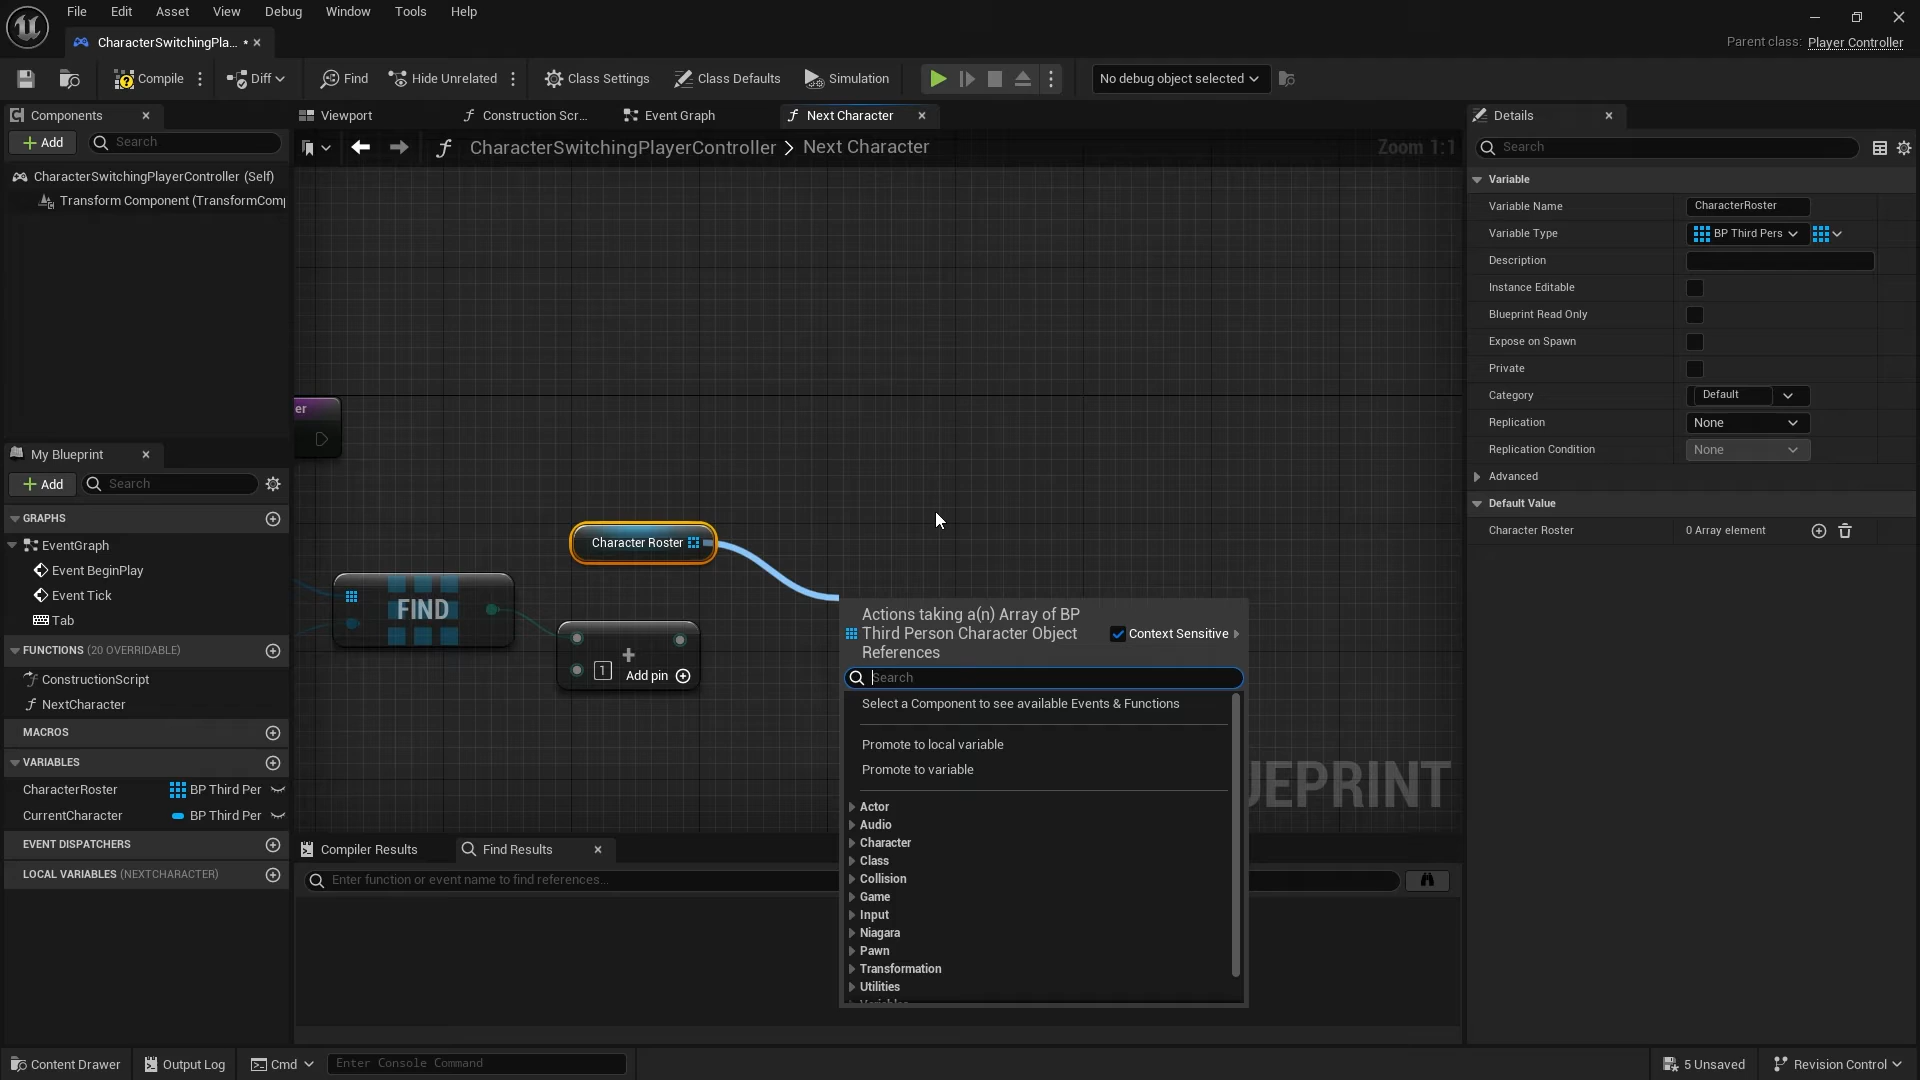 File Edit Asset View Debug Window Tools Help
CharacterSwitchingPla... *
Parent class: Player Controller
Compile Diff Find Hide Unrelated Class Settings Class Defaults Simulation No debug object selected
Components
Add Search
CharacterSwitchingPlayerController (Self)
Transform Component (TransformComp
Viewport Construction Scr... Event Graph Next Character
CharacterSwitchingPlayerController > Next Character Zoom 1:1
er
Character Roster
FIND
+
1 Add pin
Actions taking a(n) Array of BP
Third Person Character Object
References
Context Sensitive
Search
Select a Component to see available Events & Functions
Promote to local variable
Promote to variable
Actor
Audio
Character
Class
Collision
Game
Input
Niagara
Pawn
Transformation
Utilities
Variables
UEPRINT
My Blueprint
Add Search
GRAPHS
EventGraph
Event BeginPlay
Event Tick
Tab
FUNCTIONS (20 OVERRIDABLE)
ConstructionScript
NextCharacter
MACROS
VARIABLES
CharacterRoster BP Third Per
CurrentCharacter BP Third Per
EVENT DISPATCHERS
LOCAL VARIABLES (NEXTCHARACTER)
Compiler Results Find Results
Enter function or event name to find references...
Details
Search
Variable
Variable Name CharacterRoster
Variable Type BP Third Pers
Description
Instance Editable
Blueprint Read Only
Expose on Spawn
Private
Category Default
Replication None
Replication Condition None
Advanced
Default Value
Character Roster 0 Array element
Content Drawer Output Log Cmd Enter Console Command 5 Unsaved Revision Control